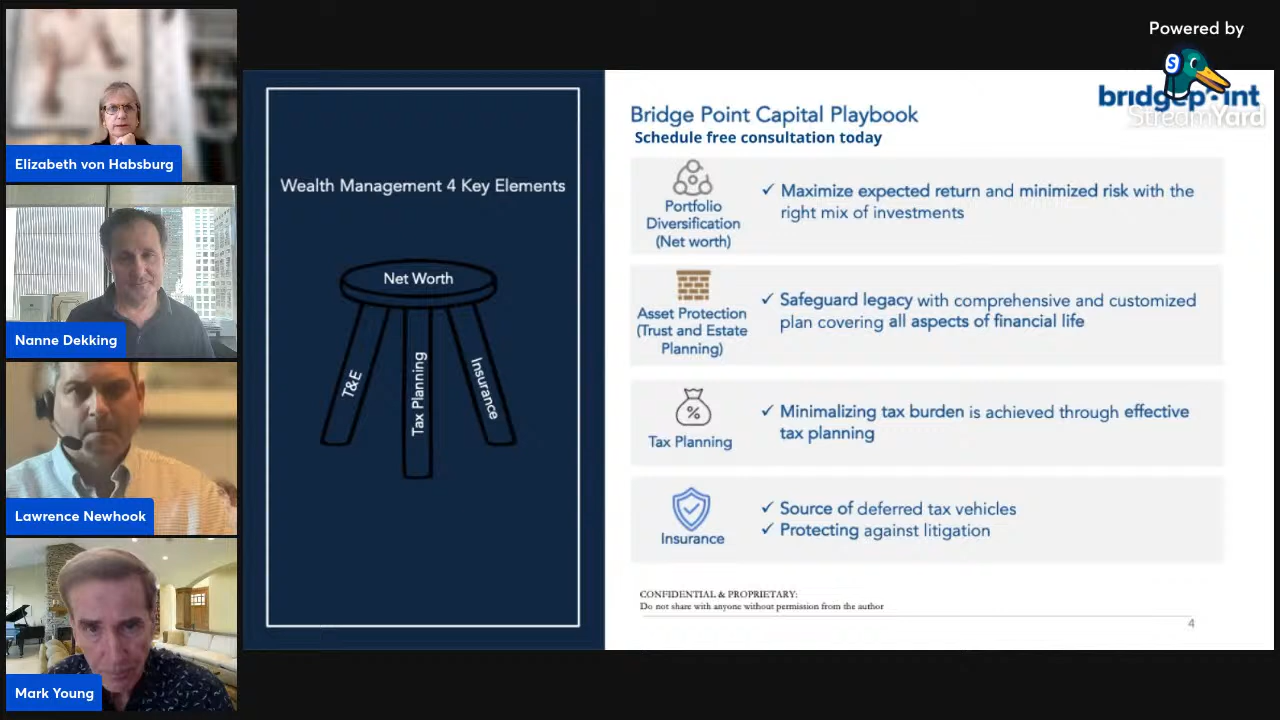 Elizabeth von Habsburg
Nanne Dekking
Lawrence Newhook
Mark Young
Wealth Management 4 Key Elements
Net Worth
T&E
Tax Planning
Insurance
Powered by
S
StreamYard
bridgepoint
Bridge Point Capital Playbook
Schedule free consultation today
Portfolio
Diversification
(Net worth)
✓ Maximize expected return and minimized risk with the
right mix of investments
Asset Protection
(Trust and Estate
Planning)
✓ Safeguard legacy with comprehensive and customized
plan covering all aspects of financial life
%
Tax Planning
✓ Minimalizing tax burden is achieved through effective
tax planning
Insurance
✓ Source of deferred tax vehicles
✓ Protecting against litigation
CONFIDENTIAL & PROPRIETARY:
Do not share with anyone without permission from the author
4